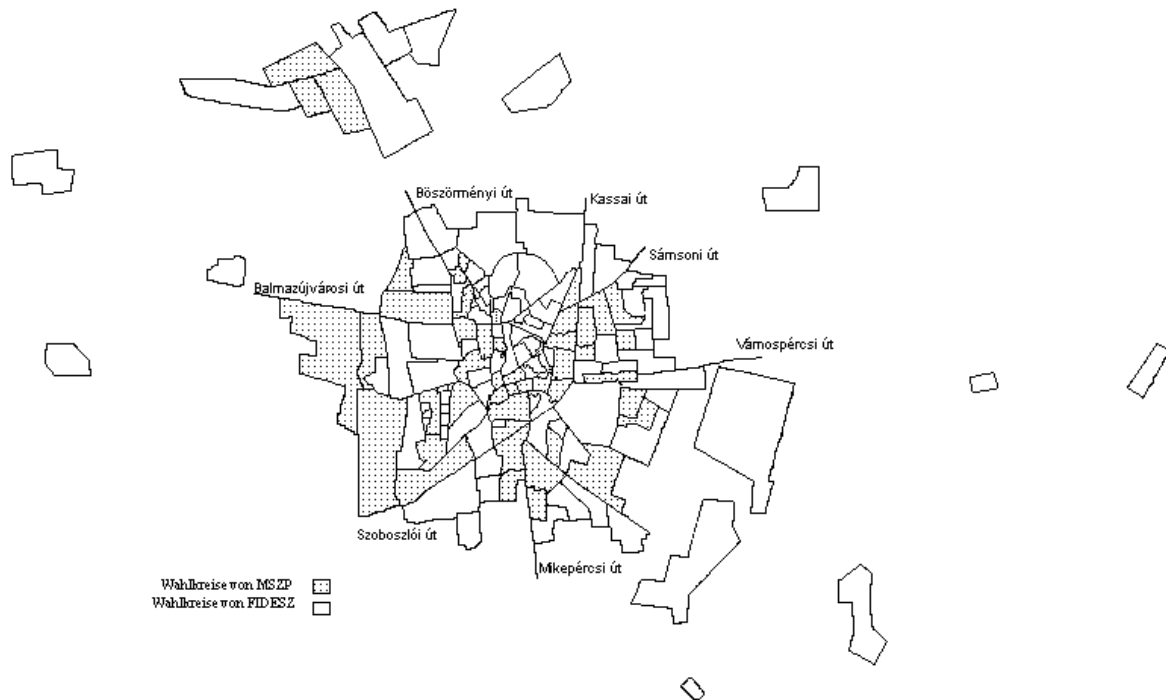 Böszörményi út
Kassai út
Sámsoni út
Balmazújvárosi út
Vámospércsi út
Szoboszlói út
Mikepércsi út
Wahlkreise von MSZP
Wahlkreise von FIDESZ